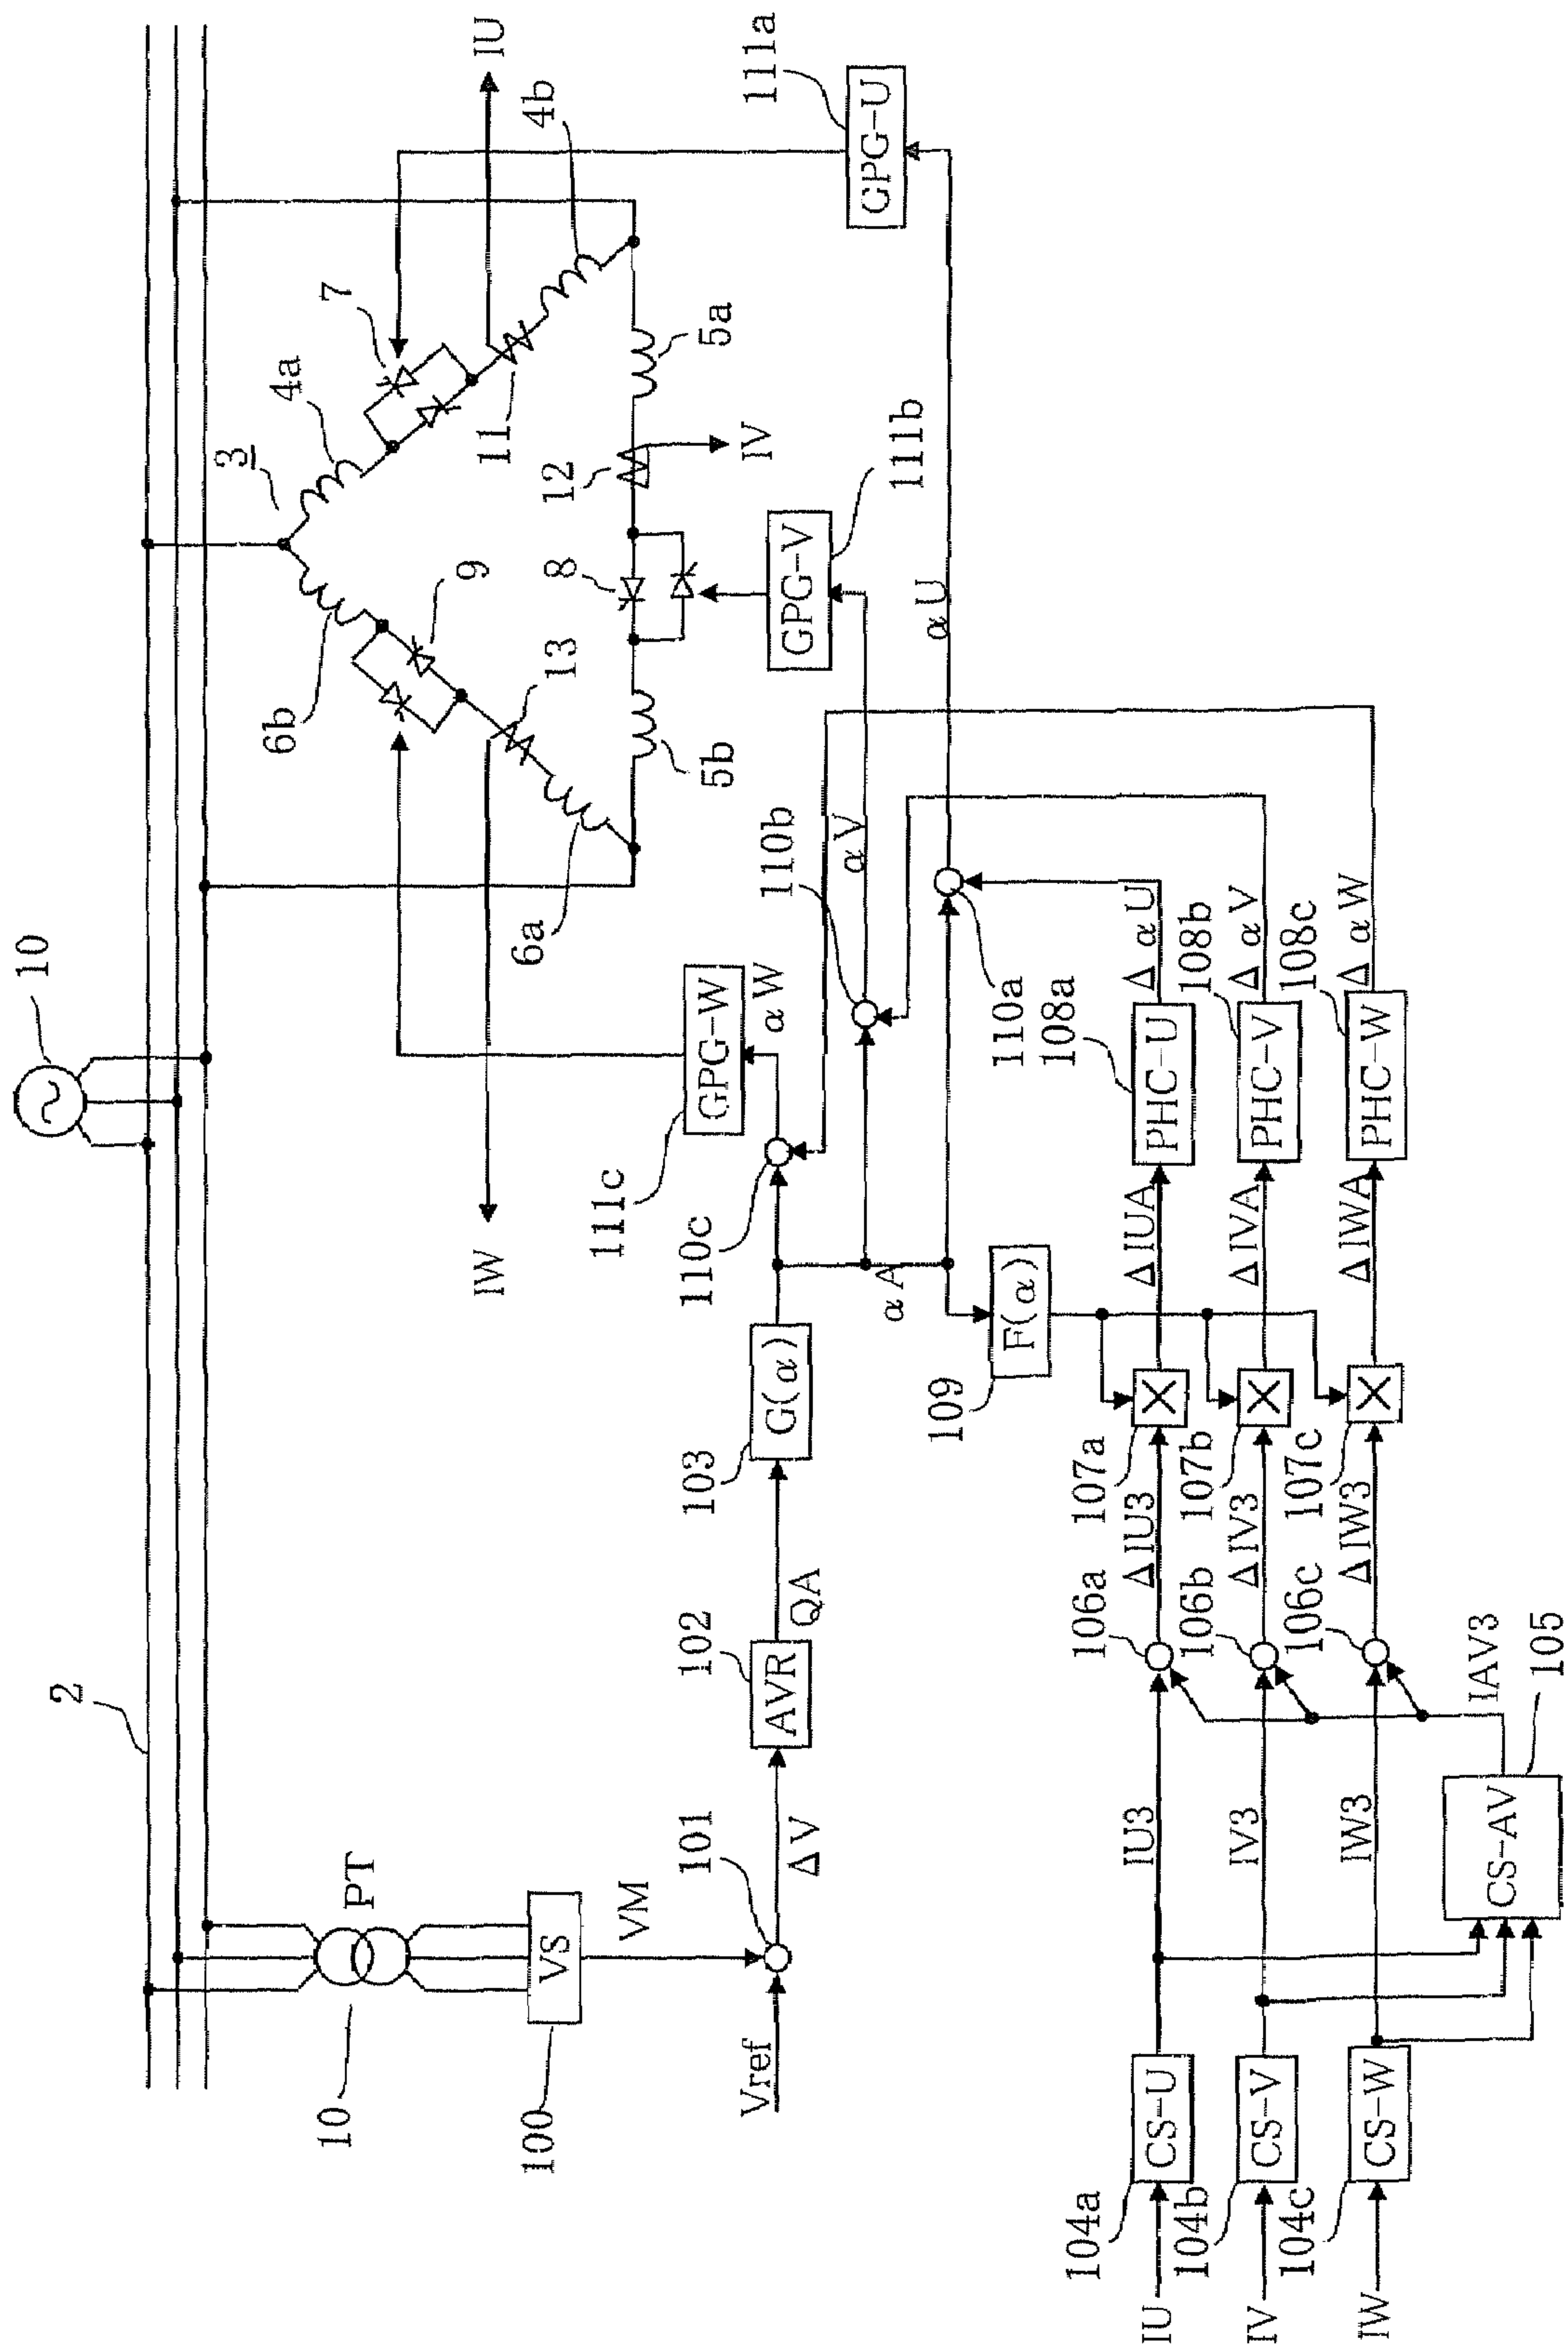 2
10
PT
10
VS
100
VM
Vref
101
ΔV
AVR
102
QA
G(α)
103
αA
110c
GPG-W
111c
αW
IW
3
4a
7
4b
IU
11
5a
12
IV
8
5b
9
13
6b
6a
GPG-V
111b
αV
110b
GPG-U
111a
αU
110a
F(α)
109
IU
CS-U
104a
IU3
106a
ΔIU3
107a
ΔIUA
PHC-U
108a
ΔαU
IV
CS-V
104b
IV3
106b
ΔIV3
107b
ΔIVA
PHC-V
108b
ΔαV
IW
CS-W
104c
IW3
106c
ΔIW3
107c
ΔIWA
PHC-W
108c
ΔαW
CS-AV
105
IAV3